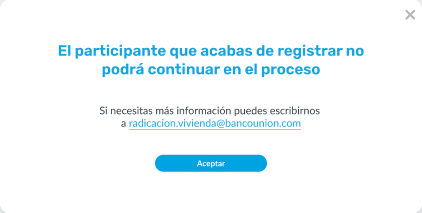 El participante que acabas de registrar no
podrá continuar en el proceso
Si necesitas más información puedes escribirnos
a radicacion.vivienda@bancounion.com
Aceptar